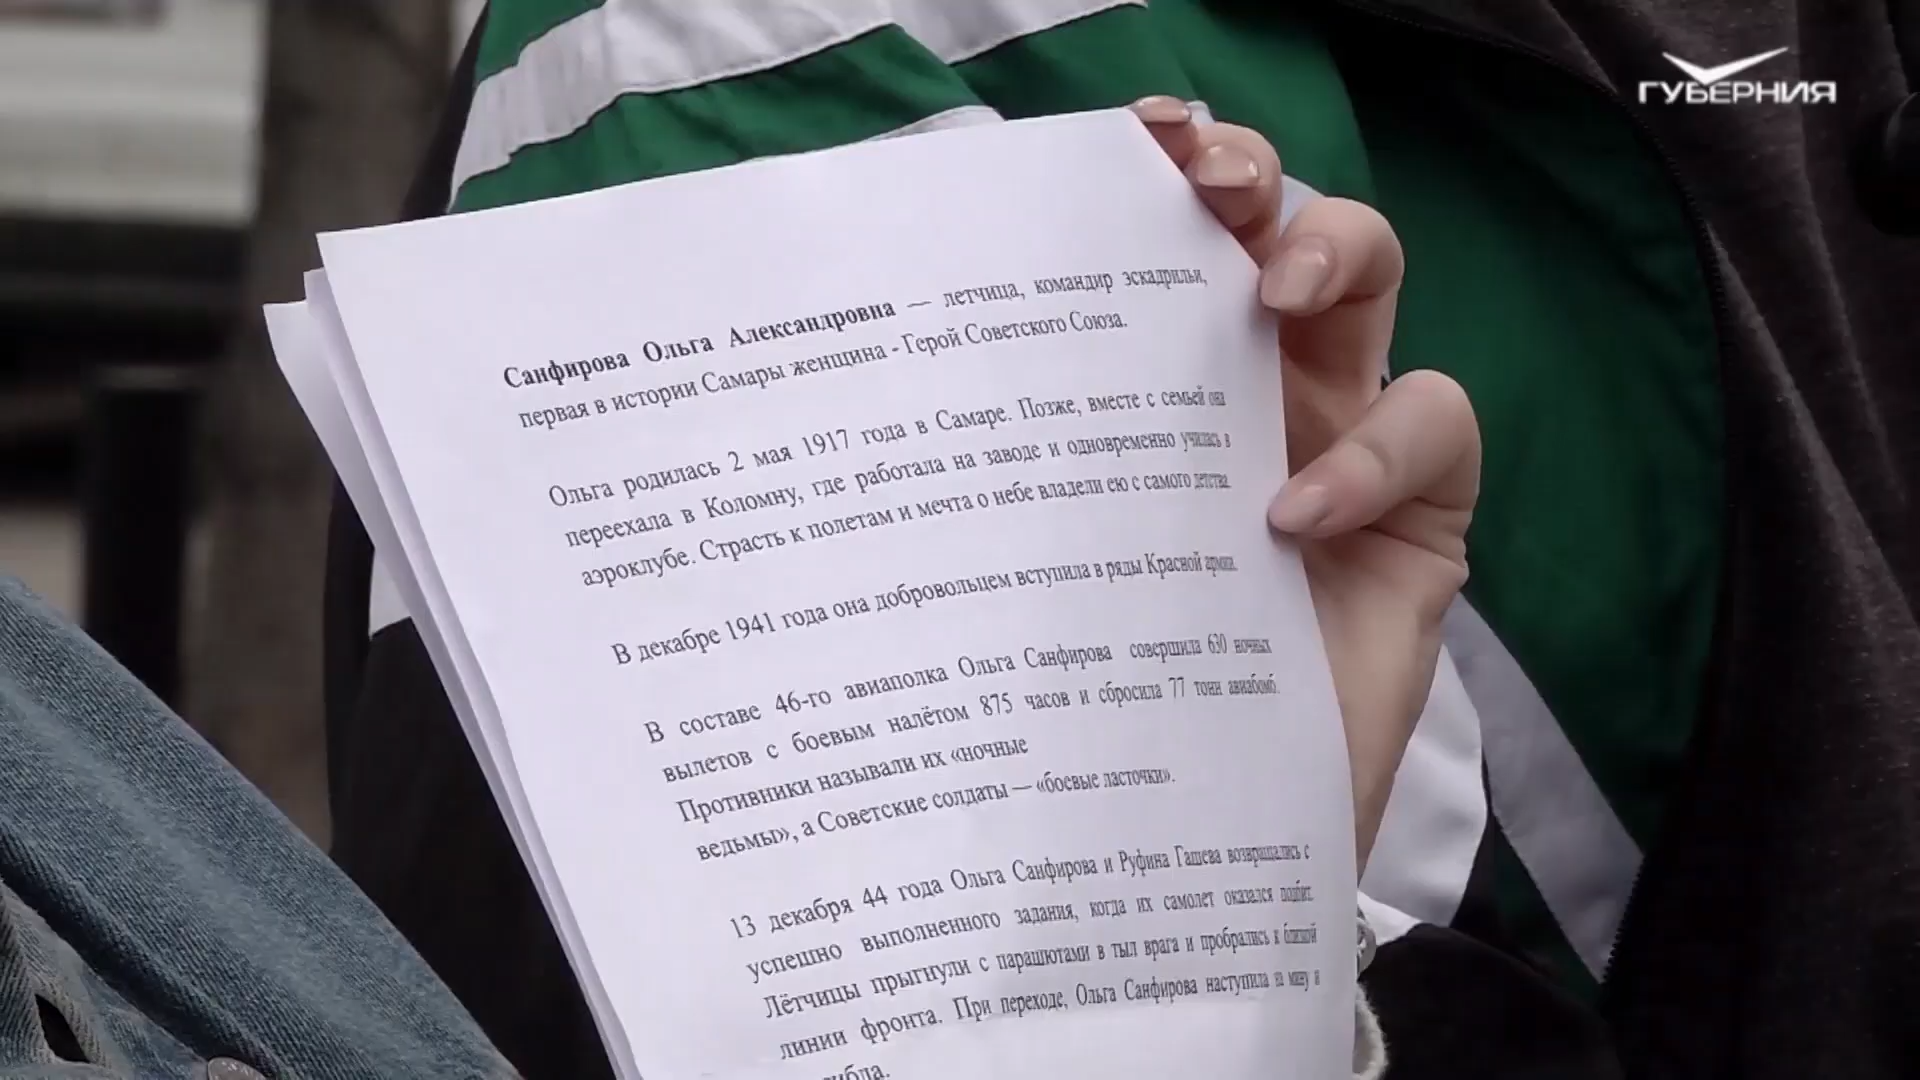 ГУБЕРНИЯ
Санфирова Ольга Александровна — летчица, командир эскадрильи,
первая в истории Самары женщина - Герой Советского Союза.
Ольга родилась 2 мая 1917 года в Самаре. Позже, вместе с семьей она
переехала в Коломну, где работала на заводе и одновременно училась в
аэроклубе. Страсть к полетам и мечта о небе владели ею с самого детства.
В декабре 1941 года она добровольцем вступила в ряды Красной армии.
В составе 46-го авиаполка Ольга Санфирова совершила 630 ночных
вылетов с боевым налётом 875 часов и сбросила 77 тонн авиабомб.
Противники называли их «ночные
ведьмы», а Советские солдаты — «боевые ласточки».
13 декабря 44 года Ольга Санфирова и Руфина Гашева возвращались с
успешно выполненного задания, когда их самолет оказался подбит.
Лётчицы прыгнули с парашютами в тыл врага и пробрались к близкой
линии фронта. При переходе, Ольга Санфирова наступила на мину и